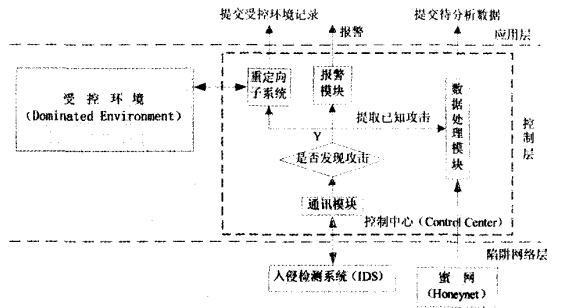 提交受控环境记录
报警
提交待分析数据
应用层
受控环境
(Dominated Environment)
重定向
子系统
报警
模块
数据处理模块
控制层
提取已知攻击
Y
是否发现攻击
通讯模块
控制中心(Control Center)
陷阱网络层
入侵检测系统(IDS)
蜜网
(Honeynet)